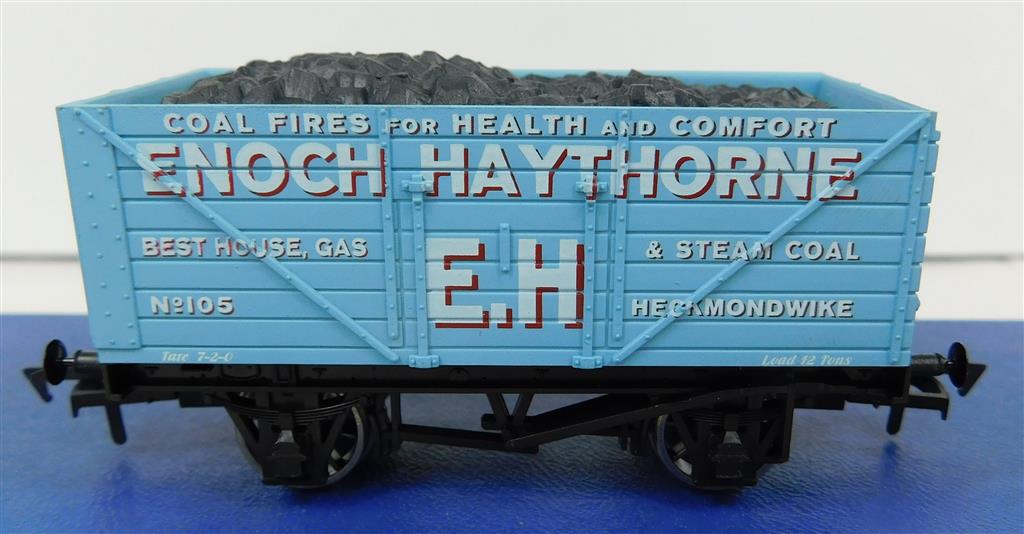 COAL FIRES FOR HEALTH AND COMFORT
ENOCH HAYTHORNE
BEST HOUSE, GAS & STEAM COAL
E.H
Nº105 HECKMONDWIKE
Tare 7-2-0 Load 12 Tons